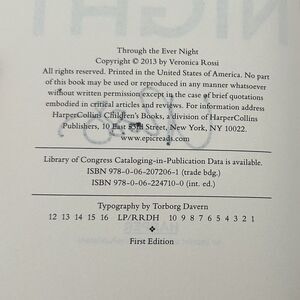 Through the Ever Night
Copyright © 2013 by Veronica Rossi
All rights reserved. Printed in the United States of America. No part
of this book may be used or reproduced in any manner whatsoever
without written permission except in the case of brief quotations
embodied in critical articles and reviews. For information address
HarperCollins Children's Books, a division of HarperCollins
Publishers, 10 East 53rd Street, New York, NY 10022.
www.epicreads.com
Library of Congress Cataloging-in-Publication Data is available.
ISBN 978-0-06-207206-1 (trade bdg.)
ISBN 978-0-06-224710-0 (int. ed.)
Typography by Torborg Davern
12 13 14 15 16 LP/RRDH 10 9 8 7 6 5 4 3 2 1
First Edition